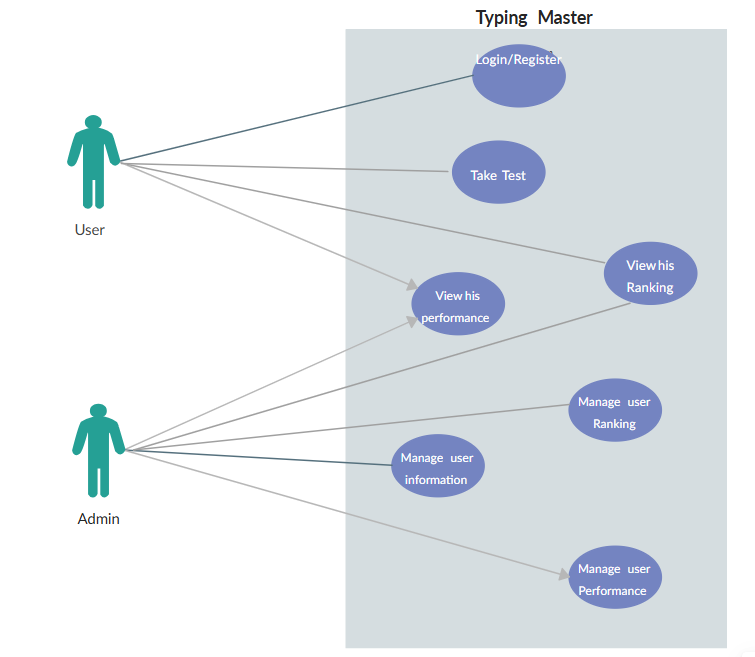 Typing Master
Login/Register
Take Test
User
View his
Ranking
View his
performance
Manage user
Ranking
Manage user
information
Admin
Manage user
Performance